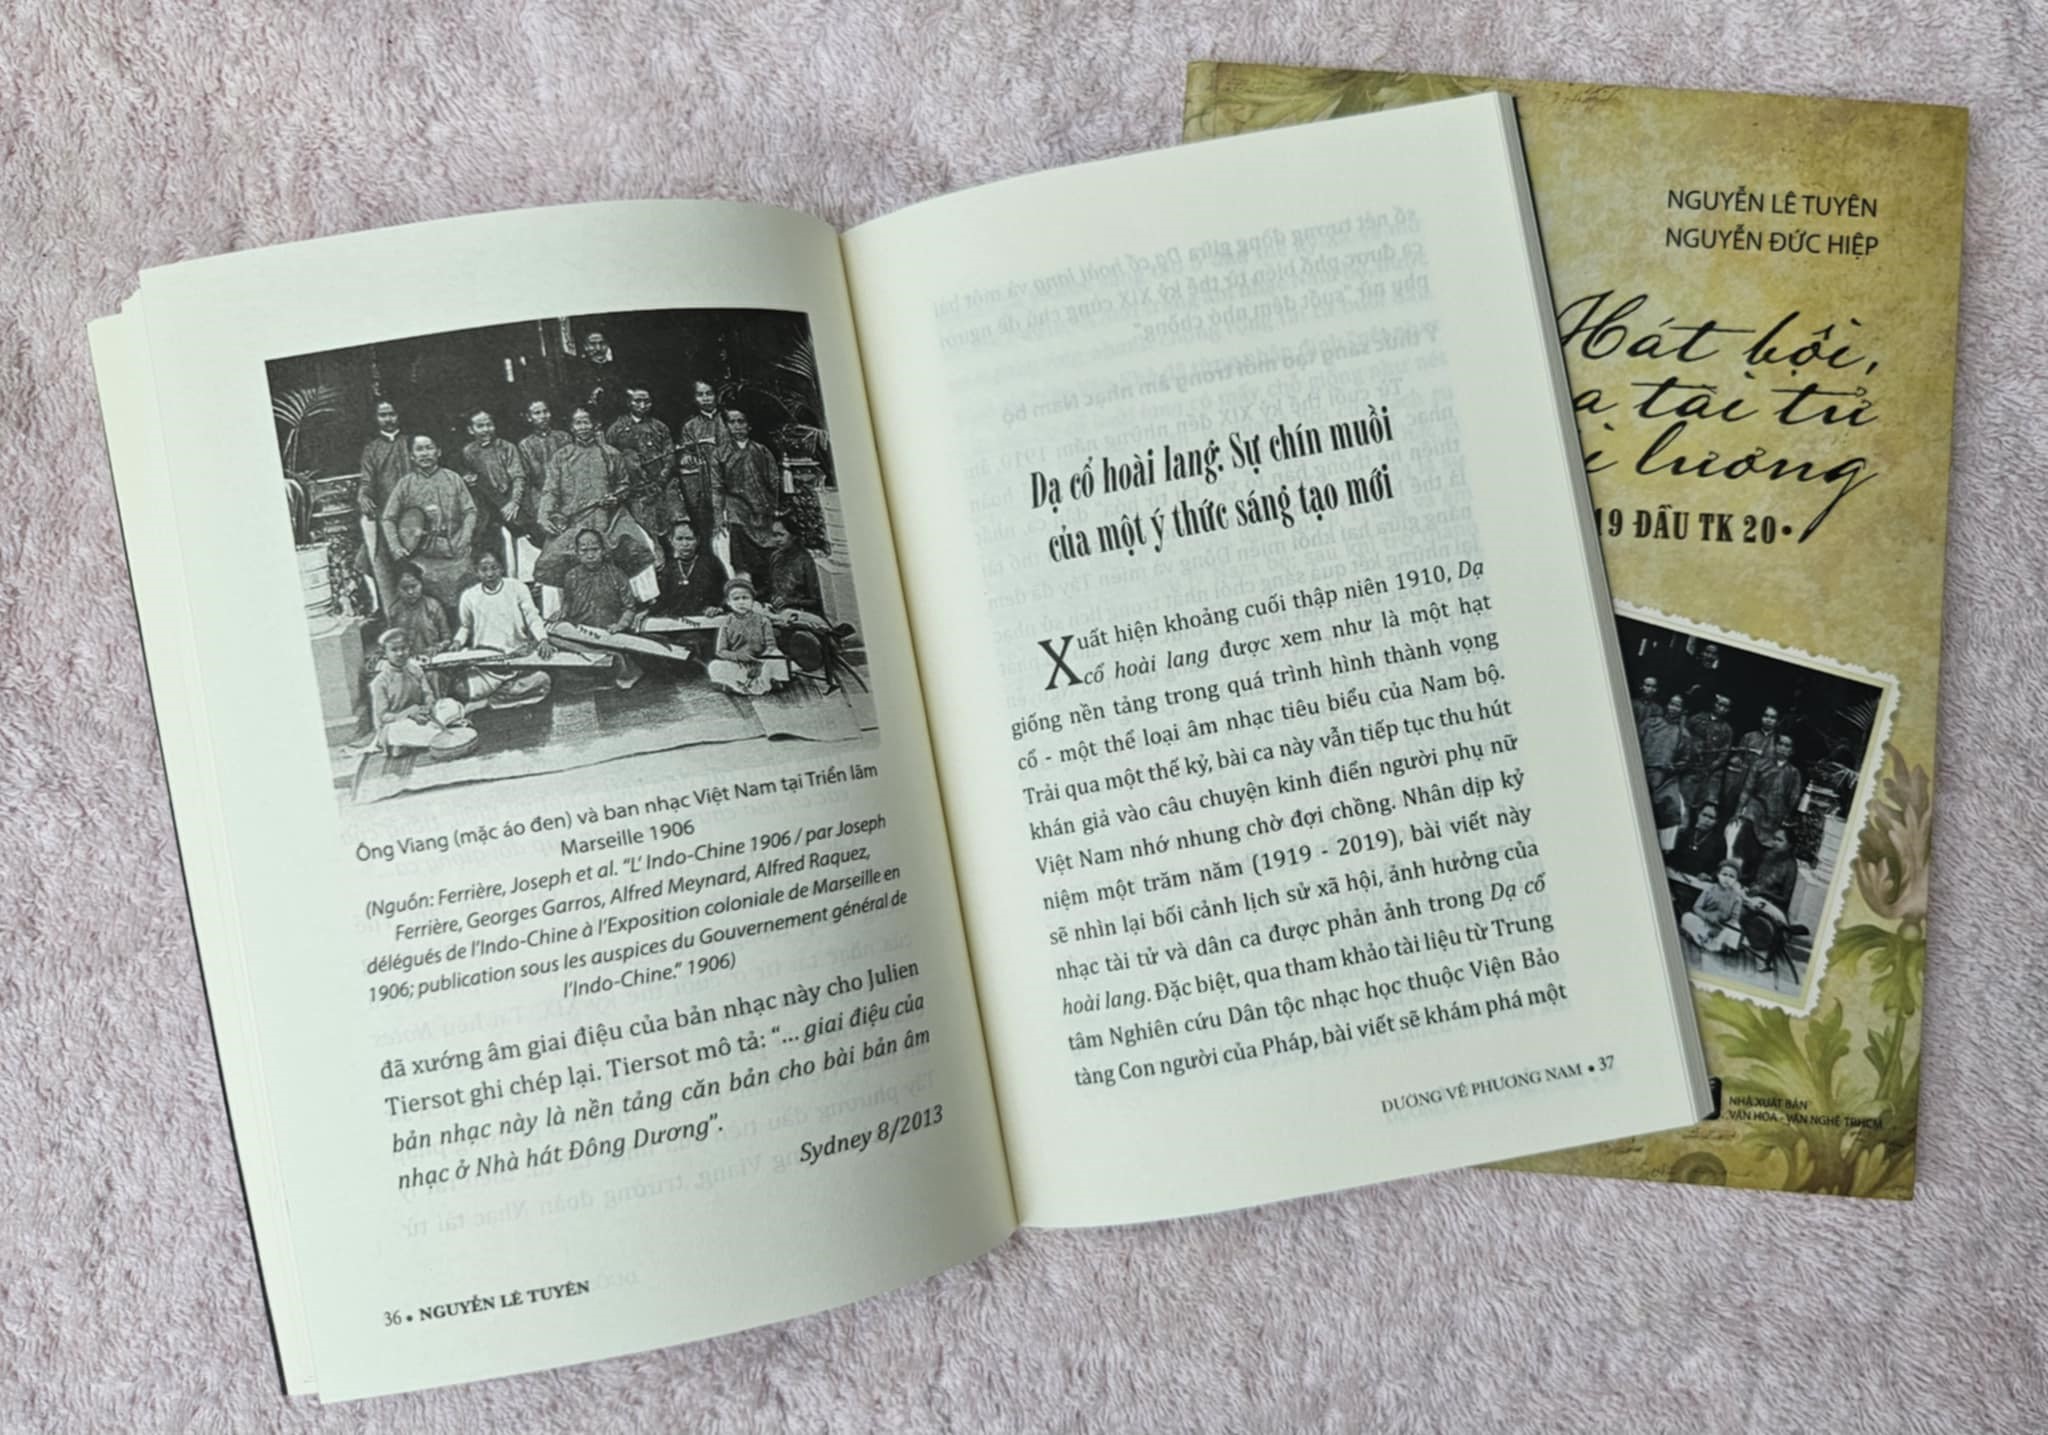 Ông Viang (mặc áo đen) và ban nhạc Việt Nam tại Triển lãm
Marseille 1906
(Nguồn: Ferrière, Joseph et al. “L’ Indo-Chine 1906 / par Joseph
Ferrière, Georges Garros, Alfred Meynard, Alfred Raquez,
délégués de l’Indo-Chine à l’Exposition coloniale de Marseille en
1906; publication sous les auspices du Gouvernement général de
l’Indo-Chine.” 1906)
đã xướng âm giai điệu của bản nhạc này cho Julien
Tiersot ghi chép lại. Tiersot mô tả: “... giai điệu của
bản nhạc này là nền tảng căn bản cho bài bản âm
nhạc ở Nhà hát Đông Dương”.
Sydney 8/2013
36 • NGUYỄN LÊ TUYÊN
Dạ cổ hoài lang: Sự chín muồi
của một ý thức sáng tạo mới
Xuất hiện khoảng cuối thập niên 1910, Dạ
cổ hoài lang được xem như là một hạt
giống nền tảng trong quá trình hình thành vọng
cổ - một thể loại âm nhạc tiêu biểu của Nam bộ.
Trải qua một thế kỷ, bài ca này vẫn tiếp tục thu hút
khán giả vào câu chuyện kinh điển người phụ nữ
Việt Nam nhớ nhung chờ đợi chồng. Nhân dịp kỷ
niệm một trăm năm (1919 - 2019), bài viết này
sẽ nhìn lại bối cảnh lịch sử xã hội, ảnh hưởng của
nhạc tài tử và dân ca được phản ảnh trong Dạ cổ
hoài lang. Đặc biệt, qua tham khảo tài liệu từ Trung
tâm Nghiên cứu Dân tộc nhạc học thuộc Viện Bảo
tàng Con người của Pháp, bài viết sẽ khám phá một
ĐƯỜNG VỀ PHƯƠNG NAM • 37
NGUYỄN LÊ TUYÊN
NGUYỄN ĐỨC HIỆP
Hát bội,
a tài tử
i lương
19 ĐẦU TK 20•
NHÀ XUẤT BẢN
VĂN HÓA - VĂN NGHỆ TP.HCM